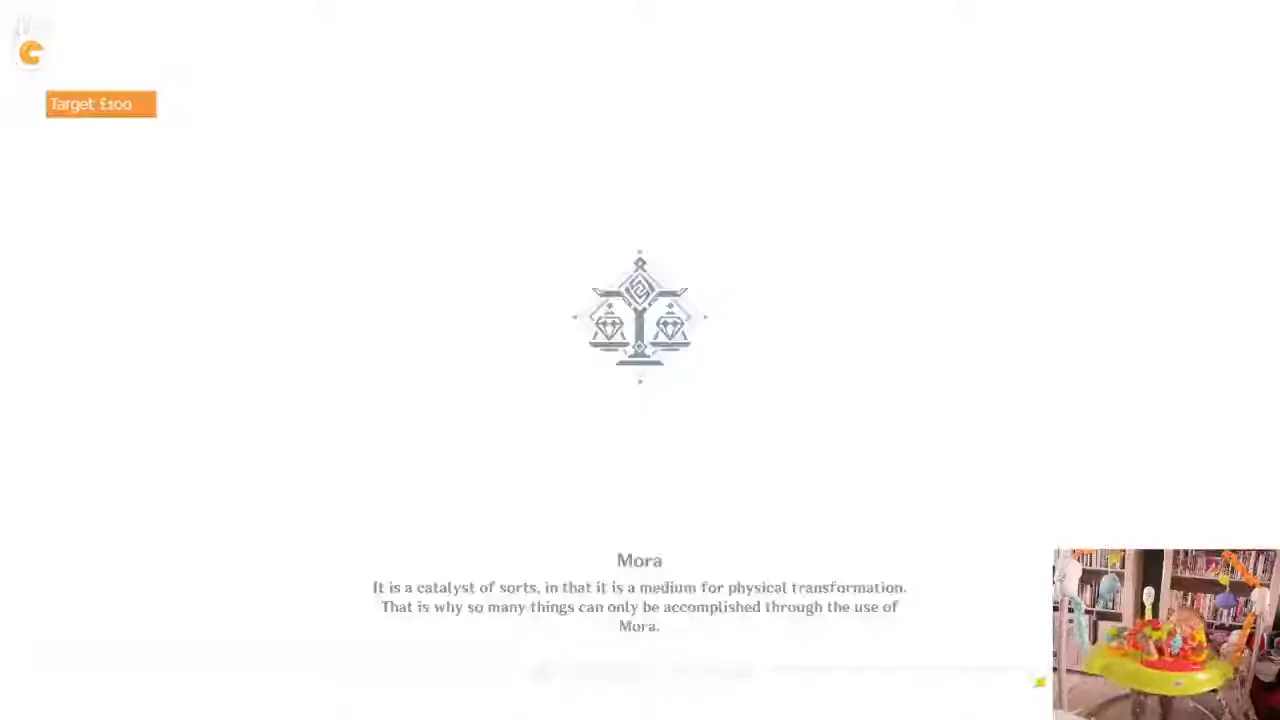 Target £100
Mora
It is a catalyst of sorts, in that it is a medium for physical transformation.
That is why so many things can only be accomplished through the use of
Mora.